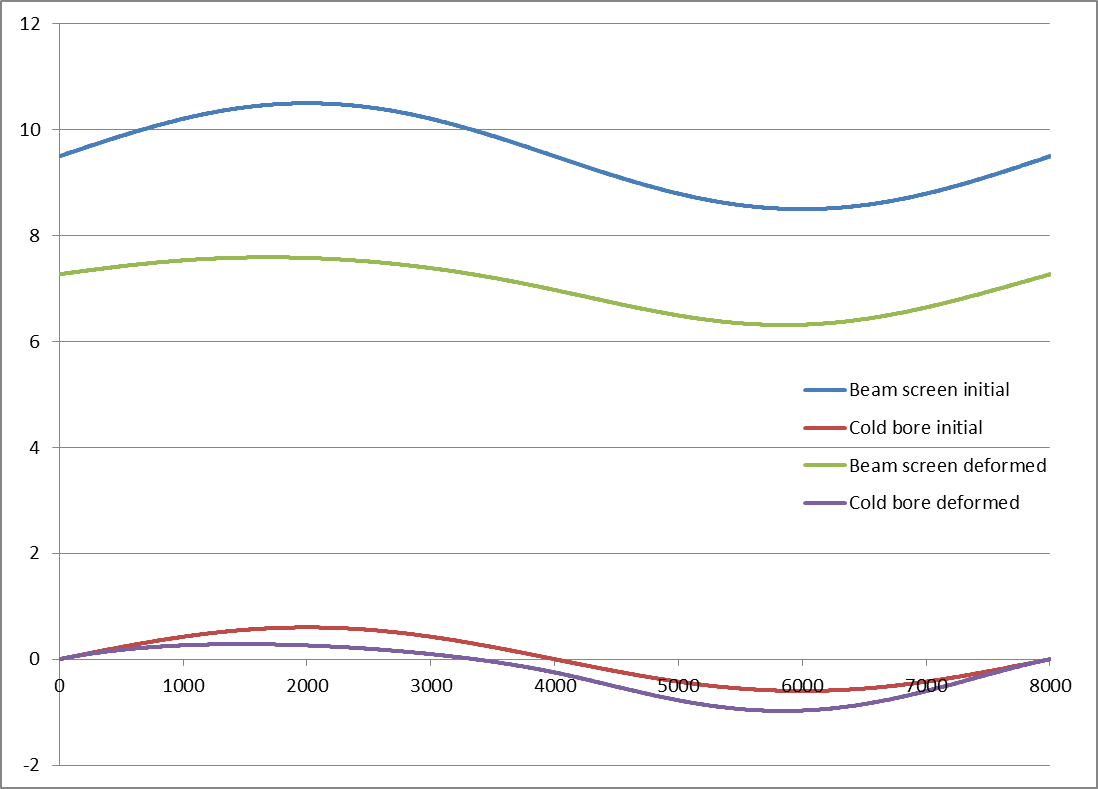 12
10
8
6
4
2
0
-2
0 1000 2000 3000 4000 5000 6000 7000 8000
Beam screen initial
Cold bore initial
Beam screen deformed
Cold bore deformed